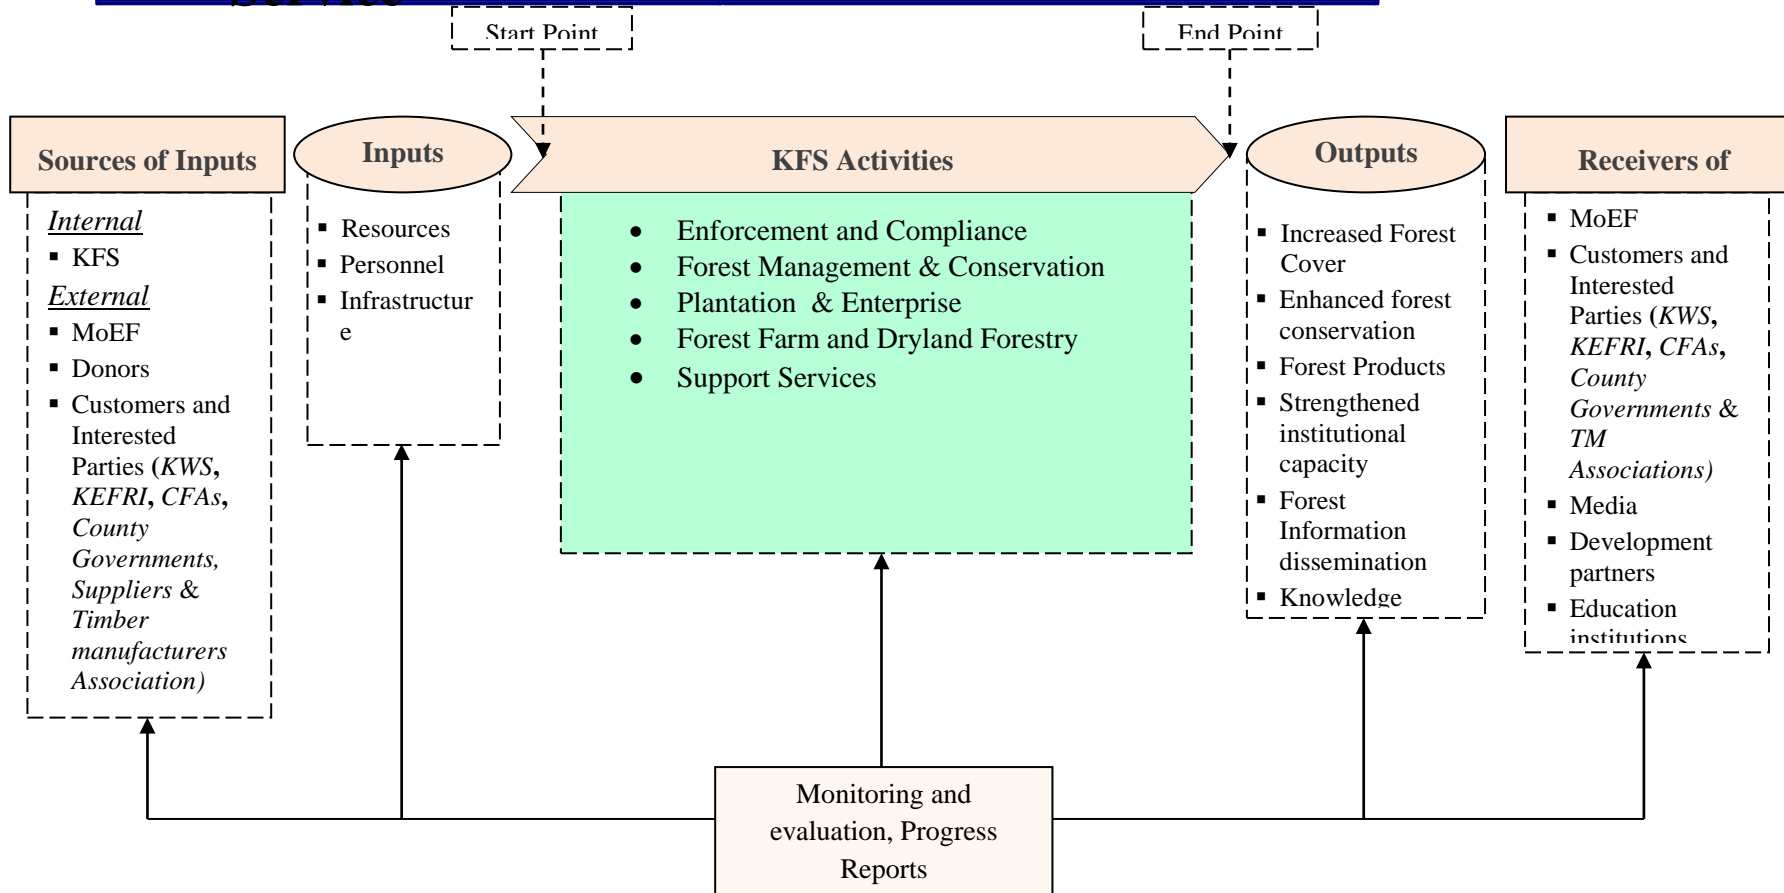 Service
Start Point
End Point
Sources of Inputs
Internal
▪ KFS
External
▪ MoEF
▪ Donors
▪ Customers and
Interested
Parties (KWS,
KEFRI, CFAs,
County
Governments,
Suppliers &
Timber
manufacturers
Association)
Inputs
▪ Resources
▪ Personnel
▪ Infrastructur
e
KFS Activities
• Enforcement and Compliance
• Forest Management & Conservation
• Plantation & Enterprise
• Forest Farm and Dryland Forestry
• Support Services
Outputs
▪ Increased Forest
Cover
▪ Enhanced forest
conservation
▪ Forest Products
▪ Strengthened
institutional
capacity
▪ Forest
Information
dissemination
▪ Knowledge
Receivers of
▪ MoEF
▪ Customers and
Interested
Parties (KWS,
KEFRI, CFAs,
County
Governments &
TM
Associations)
▪ Media
▪ Development
partners
▪ Education
institutions
Monitoring and
evaluation, Progress
Reports